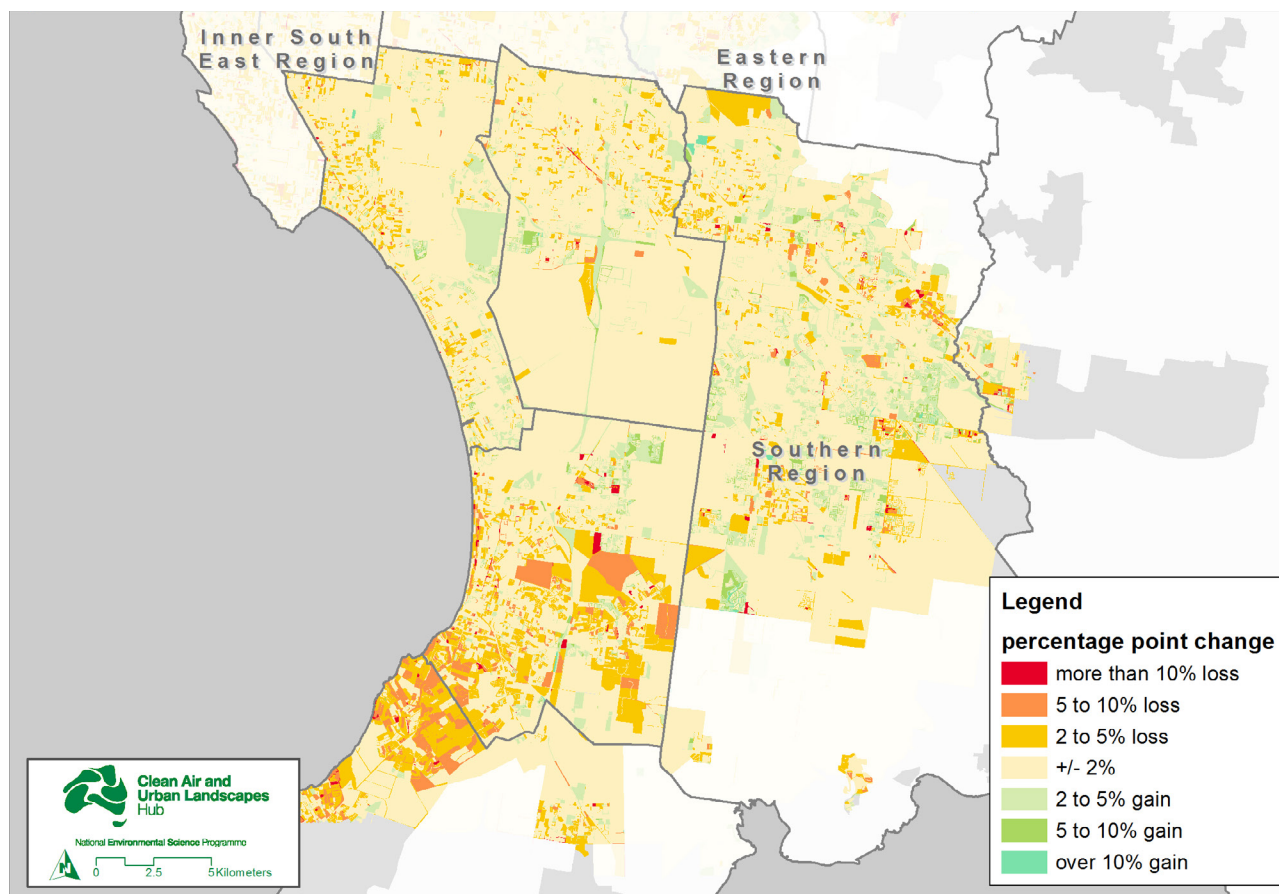 Inner South
East Region
Eastern
Region
Southern
Region
Legend
percentage point change
more than 10% loss
5 to 10% loss
2 to 5% loss
+/- 2%
2 to 5% gain
5 to 10% gain
over 10% gain
Clean Air and
Urban Landscapes
Hub
National Environmental Science Programme
N
0 2.5 5 Kilometers